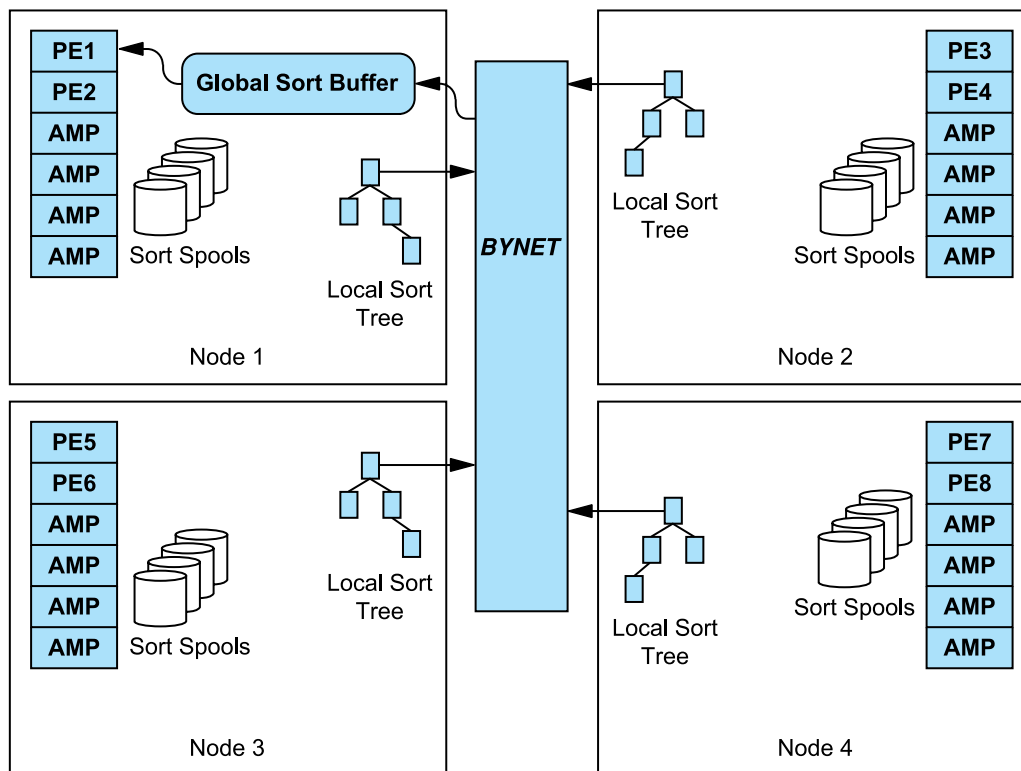 PE1
PE2
AMP
AMP
AMP
AMP
Global Sort Buffer
Sort Spools
Local Sort
Tree
Node 1
BYNET
PE3
PE4
AMP
AMP
AMP
AMP
Local Sort
Tree
Sort Spools
Node 2
PE5
PE6
AMP
AMP
AMP
AMP
Sort Spools
Local Sort
Tree
Node 3
PE7
PE8
AMP
AMP
AMP
AMP
Sort Spools
Local Sort
Tree
Node 4